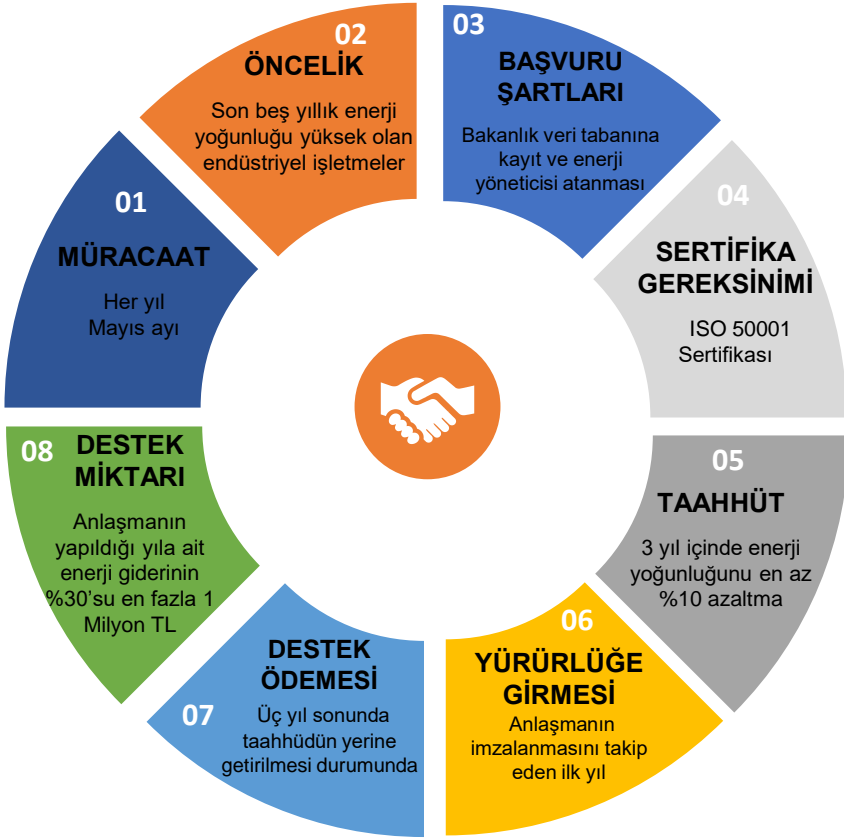 01
MÜRACAAT
Her yıl
Mayıs ayı
02
ÖNCELİK
Son beş yıllık enerji
yoğunluğu yüksek olan
endüstriyel işletmeler
03
BAŞVURU
ŞARTLARI
Bakanlık veri tabanına
kayıt ve enerji
yöneticisi atanması
04
SERTİFİKA
GEREKSİNİMİ
ISO 50001
Sertifikası
05
TAAHHÜT
3 yıl içinde enerji
yoğunluğunu en az
%10 azaltma
06
YÜRÜRLÜĞE
GİRMESİ
Anlaşmanın
imzalanmasını takip
eden ilk yıl
DESTEK
ÖDEMESİ
07
Üç yıl sonunda
taahhüdün yerine
getirilmesi durumunda
08
DESTEK
MİKTARI
Anlaşmanın
yapıldığı yıla ait
enerji giderinin
%30’su en fazla 1
Milyon TL